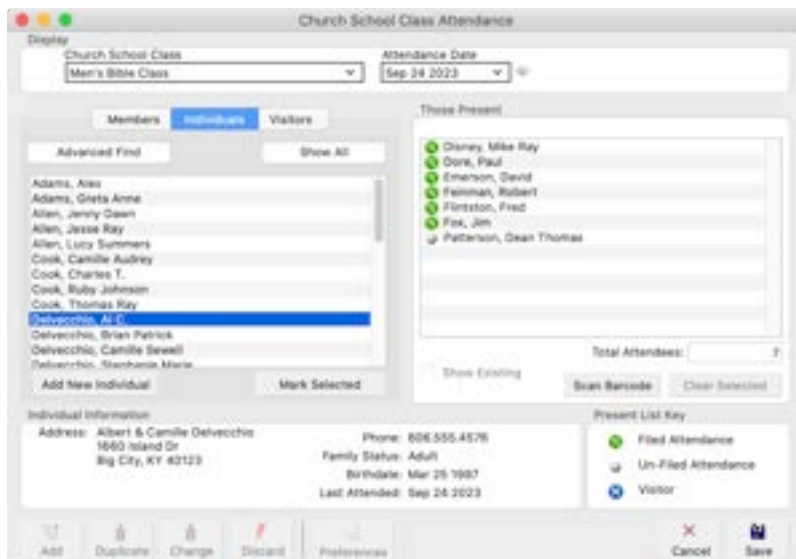 Church School Class Attendance
Display
Church School Class
Attendance Date
Men's Bible Class
Sep 24 2023
Members
Individuals
Visitors
Advanced Find
Show All
Adams, Alex
Adams, Greta Anne
Allen, Jenny Dawn
Allen, Jesse Ray
Allen, Lucy Summers
Cook, Camille Audrey
Cook, Charles T.
Cook, Ruby Johnson
Cook, Thomas Ray
Delvecchio, Al C
Delvecchio, Brian Patrick
Delvecchio, Camille Sewell
Delvecchio, Stephanie Marie
Add New Individual
Mark Selected
Those Present
Disney, Mike Ray
Dore, Paul
Emerson, David
Feinman, Robert
Flintston, Fred
Fox, Jim
Patterson, Dean Thomas
Total Attendees: 7
Show Existing
Scan Barcode
Clear Selected
Individual Information
Address: Albert & Camille Delvecchio
1660 Island Dr
Big City, KY 40123
Phone: 606.555.4576
Family Status: Adult
Birthdate: Mar 25 1987
Last Attended: Sep 24 2023
Present List Key
Filed Attendance
Un-Filed Attendance
Visitor
Add
Duplicate
Change
Discard
Preferences
Cancel
Save